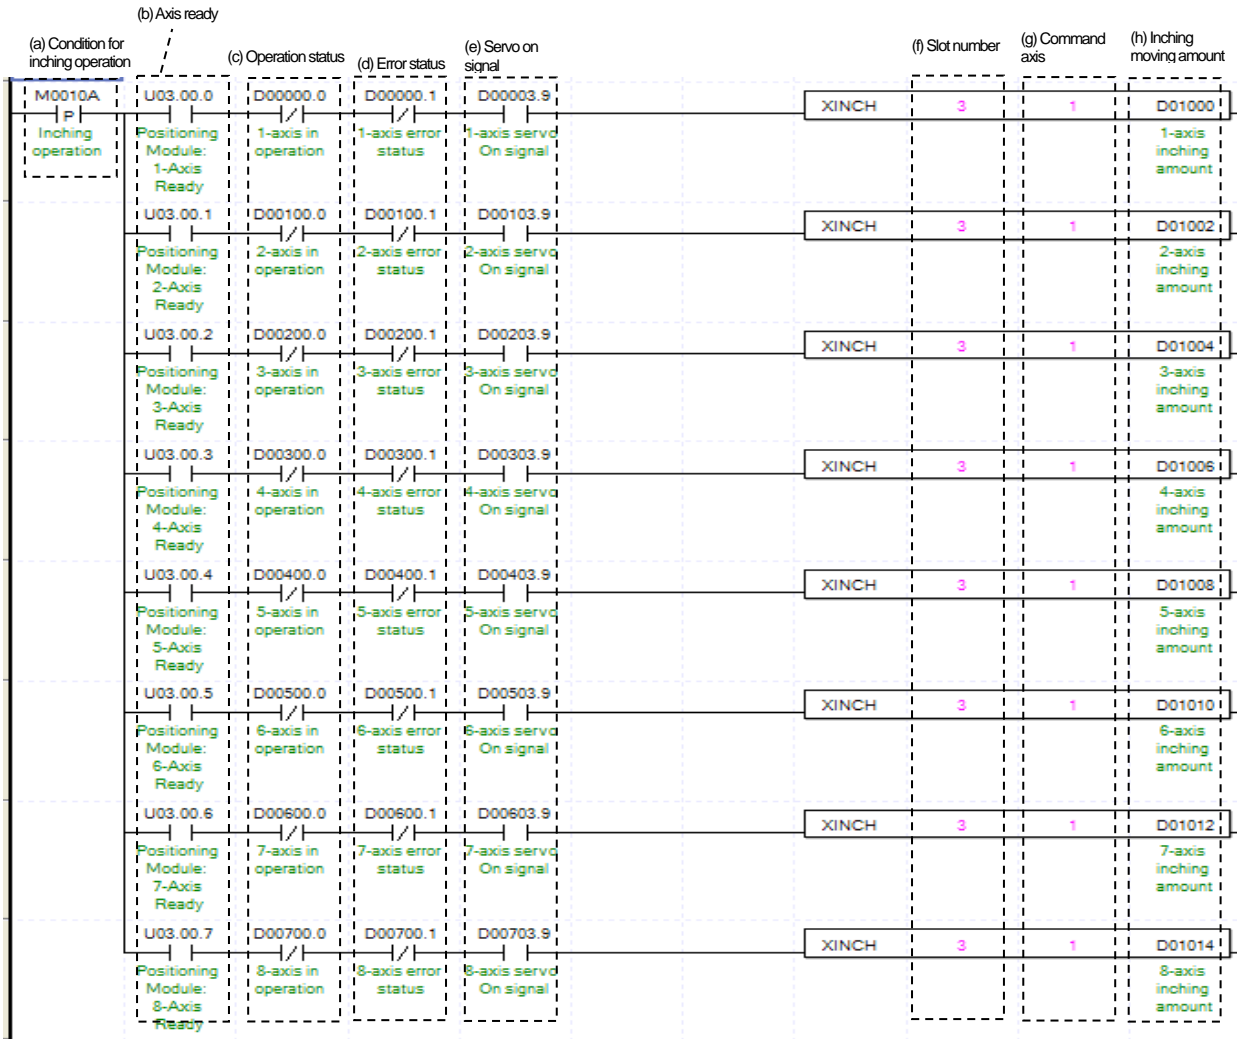 (b) Axis ready
(a) Condition for
inching operation
(c) Operation status
(d) Error status
(e) Servo on
signal
(f) Slot number
(g) Command
axis
(h) Inching
moving amount
M0010A U03.00.0 D00000.0 D00000.1 D00003.9 XINCH 3 1 D01000
P
Inching Positioning 1-axis in 1-axis error 1-axis servo 1-axis
operation Module: operation status On signal inching
1-Axis amount
Ready
U03.00.1 D00100.0 D00100.1 D00103.9 XINCH 3 1 D01002
Positioning 2-axis in 2-axis error 2-axis servo 2-axis
Module: operation status On signal inching
2-Axis amount
Ready
U03.00.2 D00200.0 D00200.1 D00203.9 XINCH 3 1 D01004
Positioning 3-axis in 3-axis error 3-axis servo 3-axis
Module: operation status On signal inching
3-Axis amount
Ready
U03.00.3 D00300.0 D00300.1 D00303.9 XINCH 3 1 D01006
Positioning 4-axis in 4-axis error 4-axis servo 4-axis
Module: operation status On signal inching
4-Axis amount
Ready
U03.00.4 D00400.0 D00400.1 D00403.9 XINCH 3 1 D01008
Positioning 5-axis in 5-axis error 5-axis servo 5-axis
Module: operation status On signal inching
5-Axis amount
Ready
U03.00.5 D00500.0 D00500.1 D00503.9 XINCH 3 1 D01010
Positioning 6-axis in 6-axis error 6-axis servo 6-axis
Module: operation status On signal inching
6-Axis amount
Ready
U03.00.6 D00600.0 D00600.1 D00603.9 XINCH 3 1 D01012
Positioning 7-axis in 7-axis error 7-axis servo 7-axis
Module: operation status On signal inching
7-Axis amount
Ready
U03.00.7 D00700.0 D00700.1 D00703.9 XINCH 3 1 D01014
Positioning 8-axis in 8-axis error 8-axis servo 8-axis
Module: operation status On signal inching
8-Axis amount
Ready